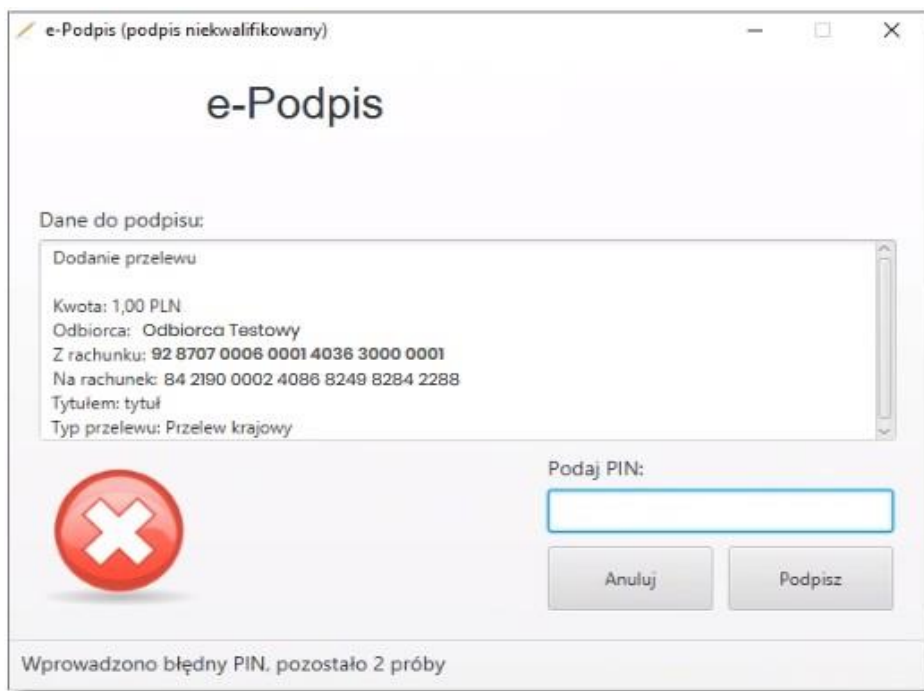 e-Podpis (podpis niekwalifikowany)
e-Podpis
Dane do podpisu:
Dodanie przelewu
Kwota: 1,00 PLN
Odbiorca: Odbiorca Testowy
Z rachunku: 92 8707 0006 0001 4036 3000 0001
Na rachunek: 84 2190 0002 4086 8249 8284 2288
Tytułem: tytuł
Typ przelewu: Przelew krajowy
Podaj PIN:
Anuluj Podpisz
Wprowadzono błędny PIN, pozostało 2 próby